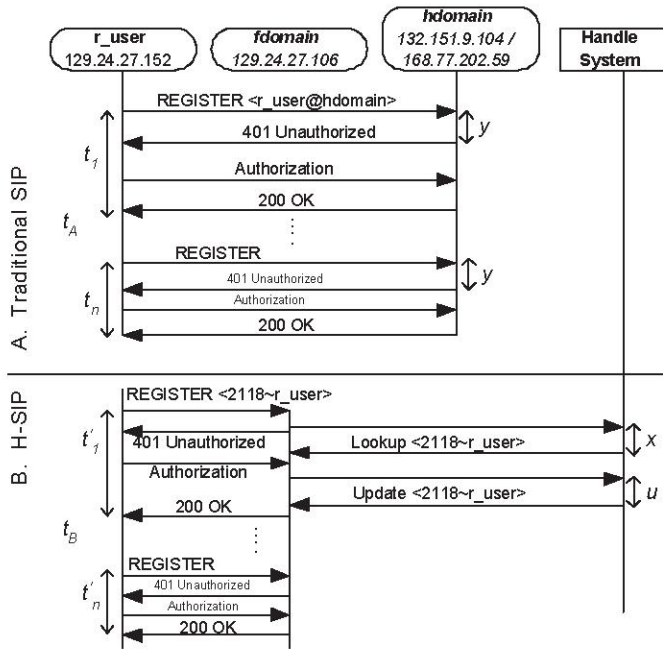 r_user
129.24.27.152
fdomain
129.24.27.106
hdomain
132.151.9.104 /
168.77.202.59
Handle
System
A. Traditional SIP
REGISTER <r_user@hdomain>
401 Unauthorized
y
t1
Authorization
200 OK
tA
REGISTER
401 Unauthorized
y
tn
Authorization
200 OK
B. H-SIP
REGISTER <2118~r_user>
t'1
401 Unauthorized
Lookup <2118~r_user>
x
Authorization
Update <2118~r_user>
u
200 OK
tB
REGISTER
401 Unauthorized
t'n
Authorization
200 OK